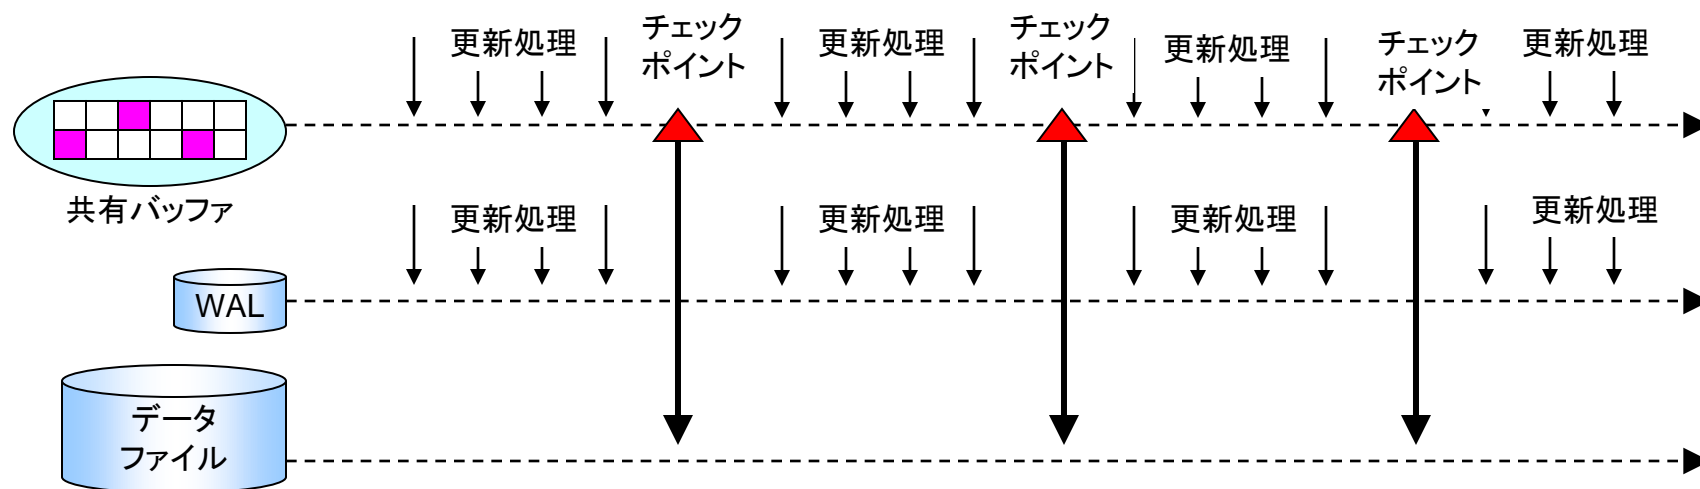 更新処理
チェック
ポイント
更新処理
チェック
ポイント
更新処理
チェック
ポイント
更新処理
共有バッファ
更新処理
更新処理
更新処理
更新処理
WAL
データ
ファイル